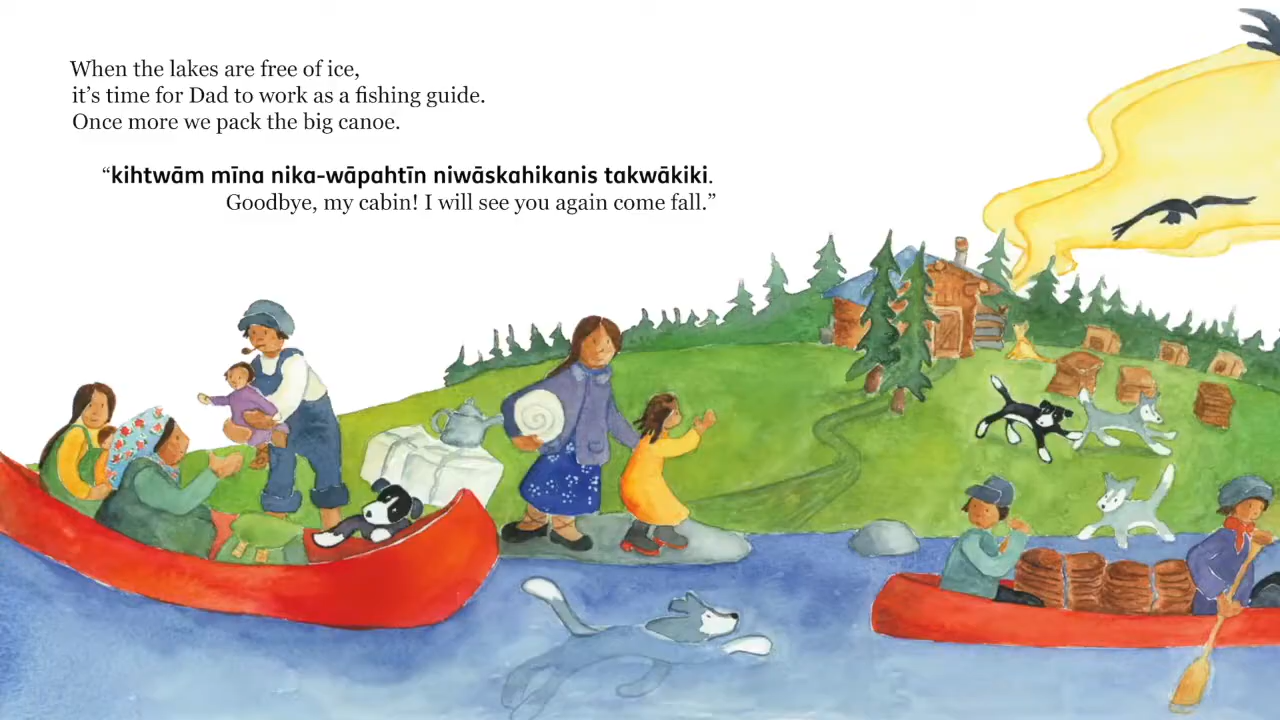 When the lakes are free of ice,
it’s time for Dad to work as a fishing guide.
Once more we pack the big canoe.
“kihtwām mīna nika-wāpahtīn niwāskahikanis takwākiki.
Goodbye, my cabin! I will see you again come fall.”